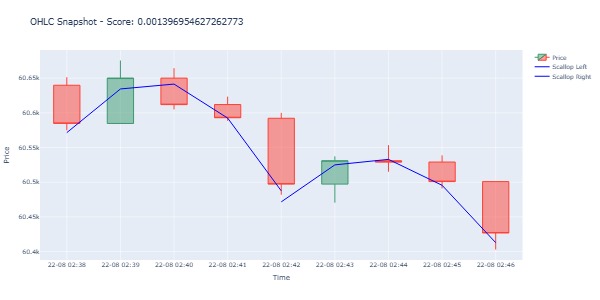 OHLC Snapshot - Score: 0.001396954627262773
Price
Scallop Left
Scallop Right
60.65k
60.6k
60.55k
60.5k
60.45k
60.4k
Price
22-08 02:38 22-08 02:39 22-08 02:40 22-08 02:41 22-08 02:42 22-08 02:43 22-08 02:44 22-08 02:45 22-08 02:46
Time